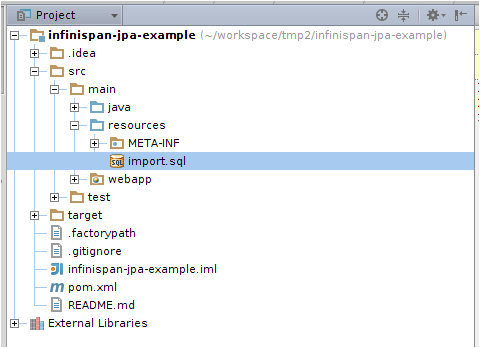 Project
infinispan-jpa-example (~/workspace/tmp2/infinispan-jpa-example)
.idea
src
main
java
resources
META-INF
SQL import.sql
webapp
test
target
.factorypath
.gitignore
infinispan-jpa-example.iml
m pom.xml
README.md
External Libraries